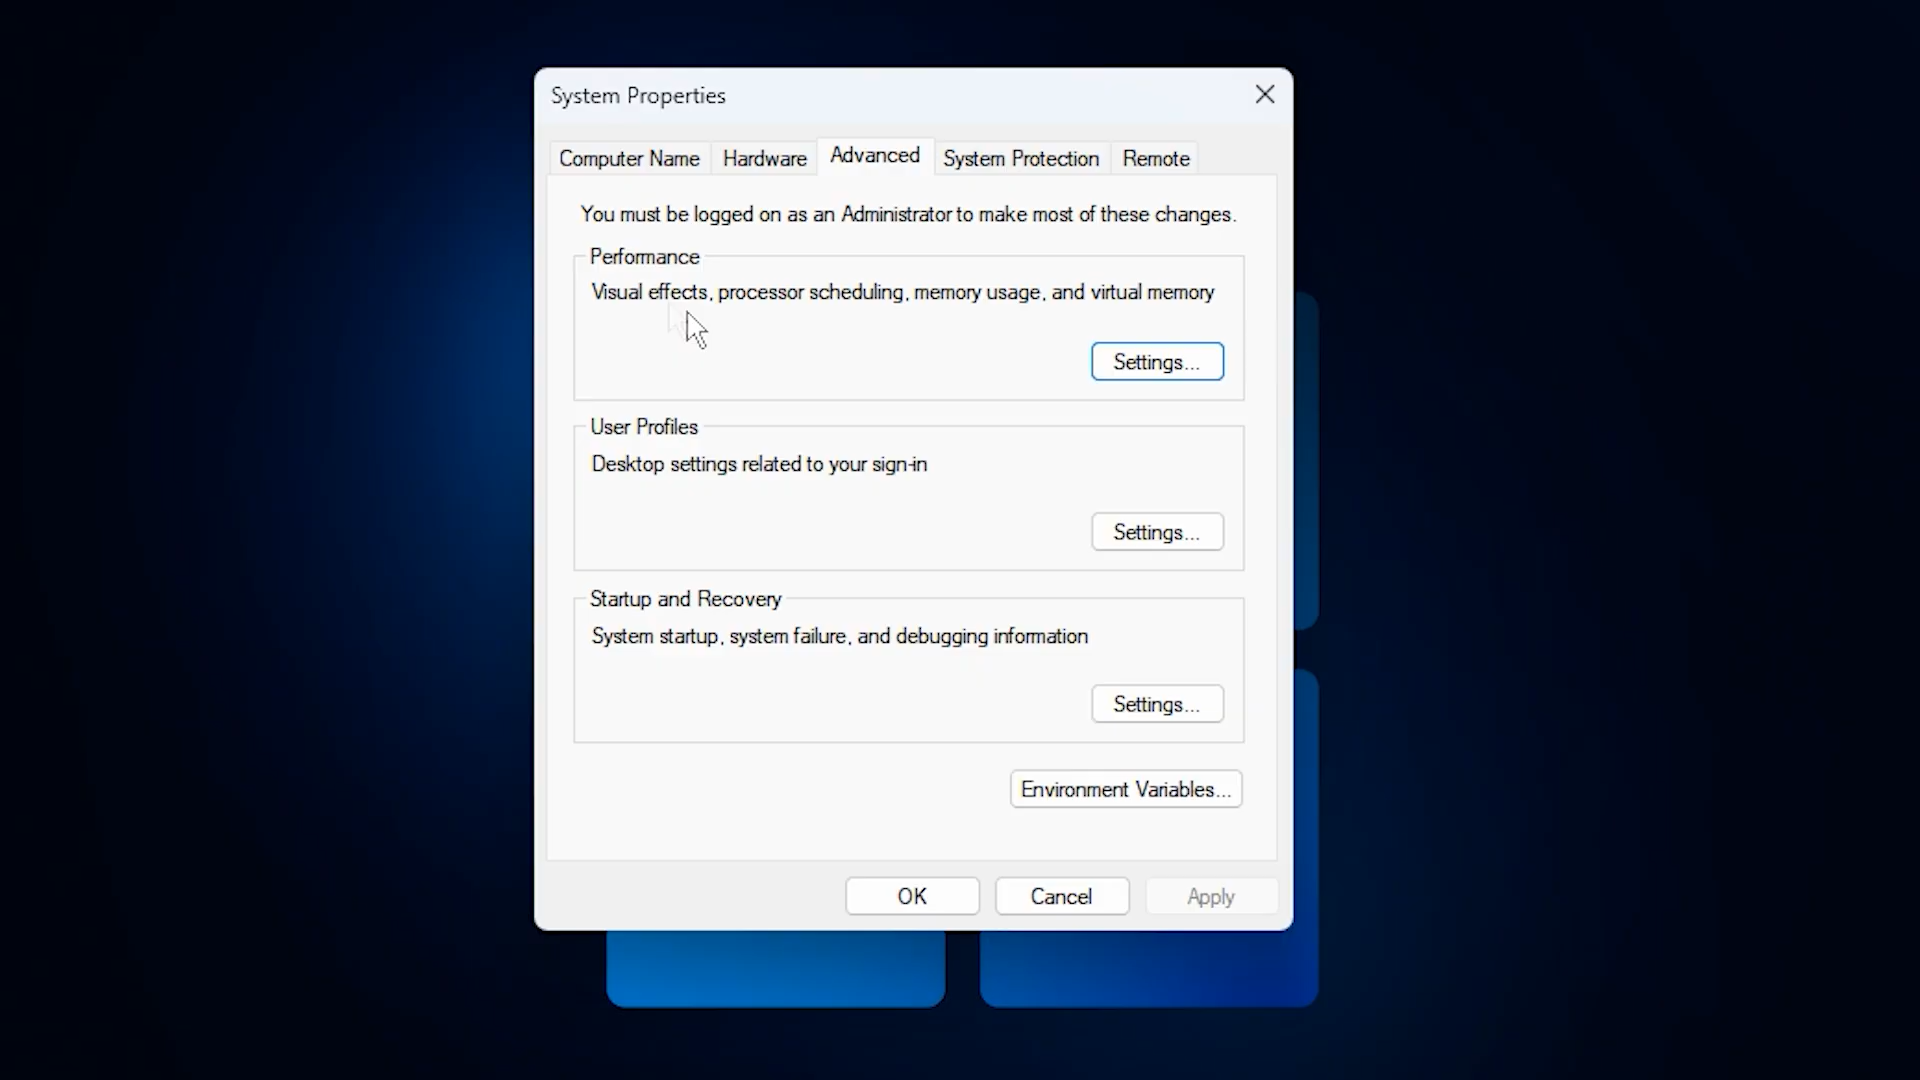 System Properties
Computer Name Hardware Advanced System Protection Remote
You must be logged on as an Administrator to make most of these changes.
Performance
Visual effects, processor scheduling, memory usage, and virtual memory
Settings...
User Profiles
Desktop settings related to your sign-in
Settings...
Startup and Recovery
System startup, system failure, and debugging information
Settings...
Environment Variables...
OK Cancel Apply